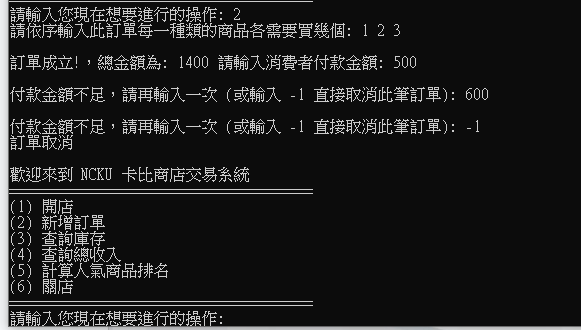 請輸入您現在想要進行的操作: 2
請依序輸入此訂單每一種類的商品各需要買幾個: 1 2 3
訂單成立!，總金額為: 1400 請輸入消費者付款金額: 500
付款金額不足，請再輸入一次 (或輸入 -1 直接取消此筆訂單): 600
付款金額不足，請再輸入一次 (或輸入 -1 直接取消此筆訂單): -1
訂單取消
歡迎來到 NCKU 卡比商店交易系統
(1) 開店
(2) 新增訂單
(3) 查詢庫存
(4) 查詢總收入
(5) 計算人氣商品排名
(6) 關店
請輸入您現在想要進行的操作: